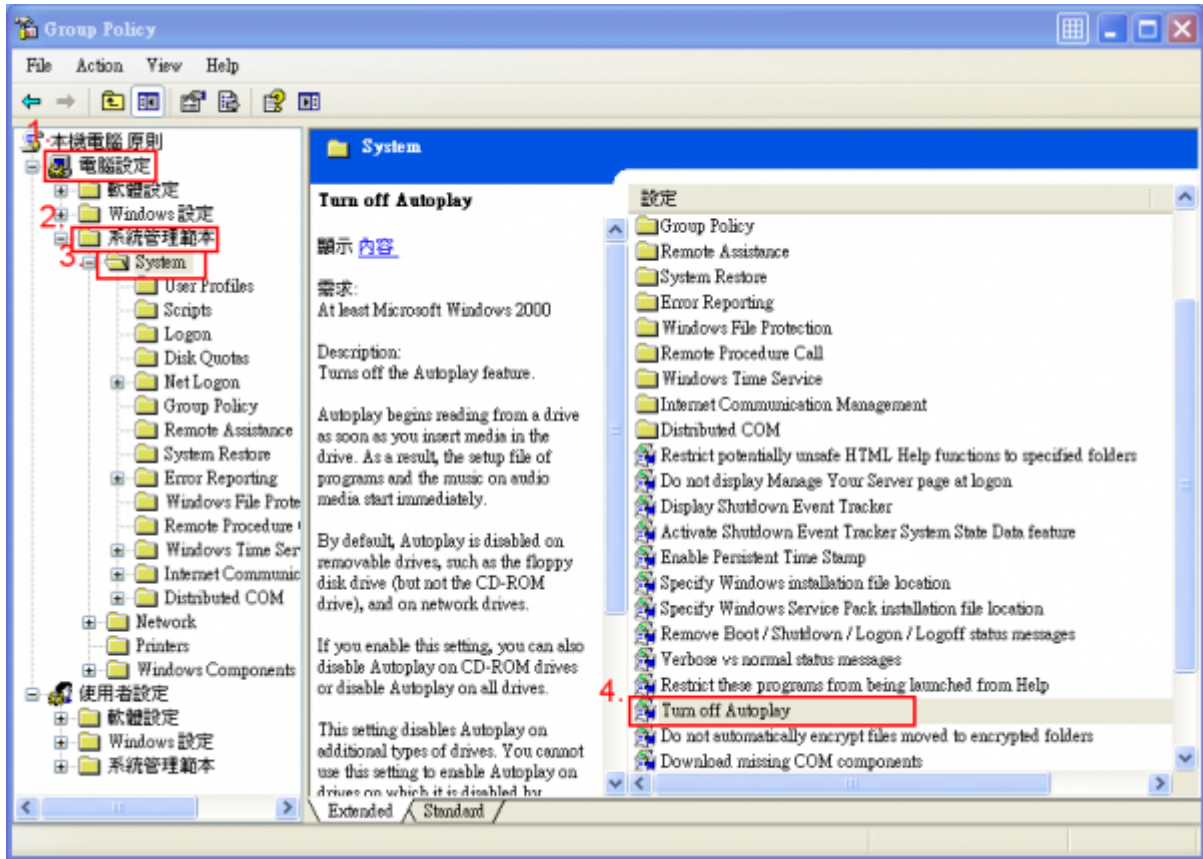 Group Policy
File Action View Help
1.
本機電腦 原則
電腦設定
軟體設定
2.
Windows 設定
系統管理範本
3.
System
User Profiles
Scripts
Logon
Disk Quotas
Net Logon
Group Policy
Remote Assistance
System Restore
Error Reporting
Windows File Prote
Remote Procedure
Windows Time Ser
Internet Communic
Distributed COM
Network
Printers
Windows Components
使用者設定
軟體設定
Windows 設定
系統管理範本
System
Turn off Autoplay
顯示 內容
需求:
At least Microsoft Windows 2000
Description:
Turns off the Autoplay feature.
Autoplay begins reading from a drive
as soon as you insert media in the
drive. As a result, the setup file of
programs and the music on audio
media start immediately.
By default, Autoplay is disabled on
removable drives, such as the floppy
disk drive (but not the CD-ROM
drive), and on network drives.
If you enable this setting, you can also
disable Autoplay on CD-ROM drives
or disable Autoplay on all drives.
This setting disables Autoplay on
additional types of drives. You cannot
use this setting to enable Autoplay on
drives on which it is disabled by
設定
Group Policy
Remote Assistance
System Restore
Error Reporting
Windows File Protection
Remote Procedure Call
Windows Time Service
Internet Communication Management
Distributed COM
Restrict potentially unsafe HTML Help functions to specified folders
Do not display Manage Your Server page at logon
Display Shutdown Event Tracker
Activate Shutdown Event Tracker System State Data feature
Enable Persistent Time Stamp
Specify Windows installation file location
Specify Windows Service Pack installation file location
Remove Boot / Shutdown / Logon / Logoff status messages
Verbose vs normal status messages
Restrict these programs from being launched from Help
4.
Turn off Autoplay
Do not automatically encrypt files moved to encrypted folders
Download missing COM components
Extended Standard